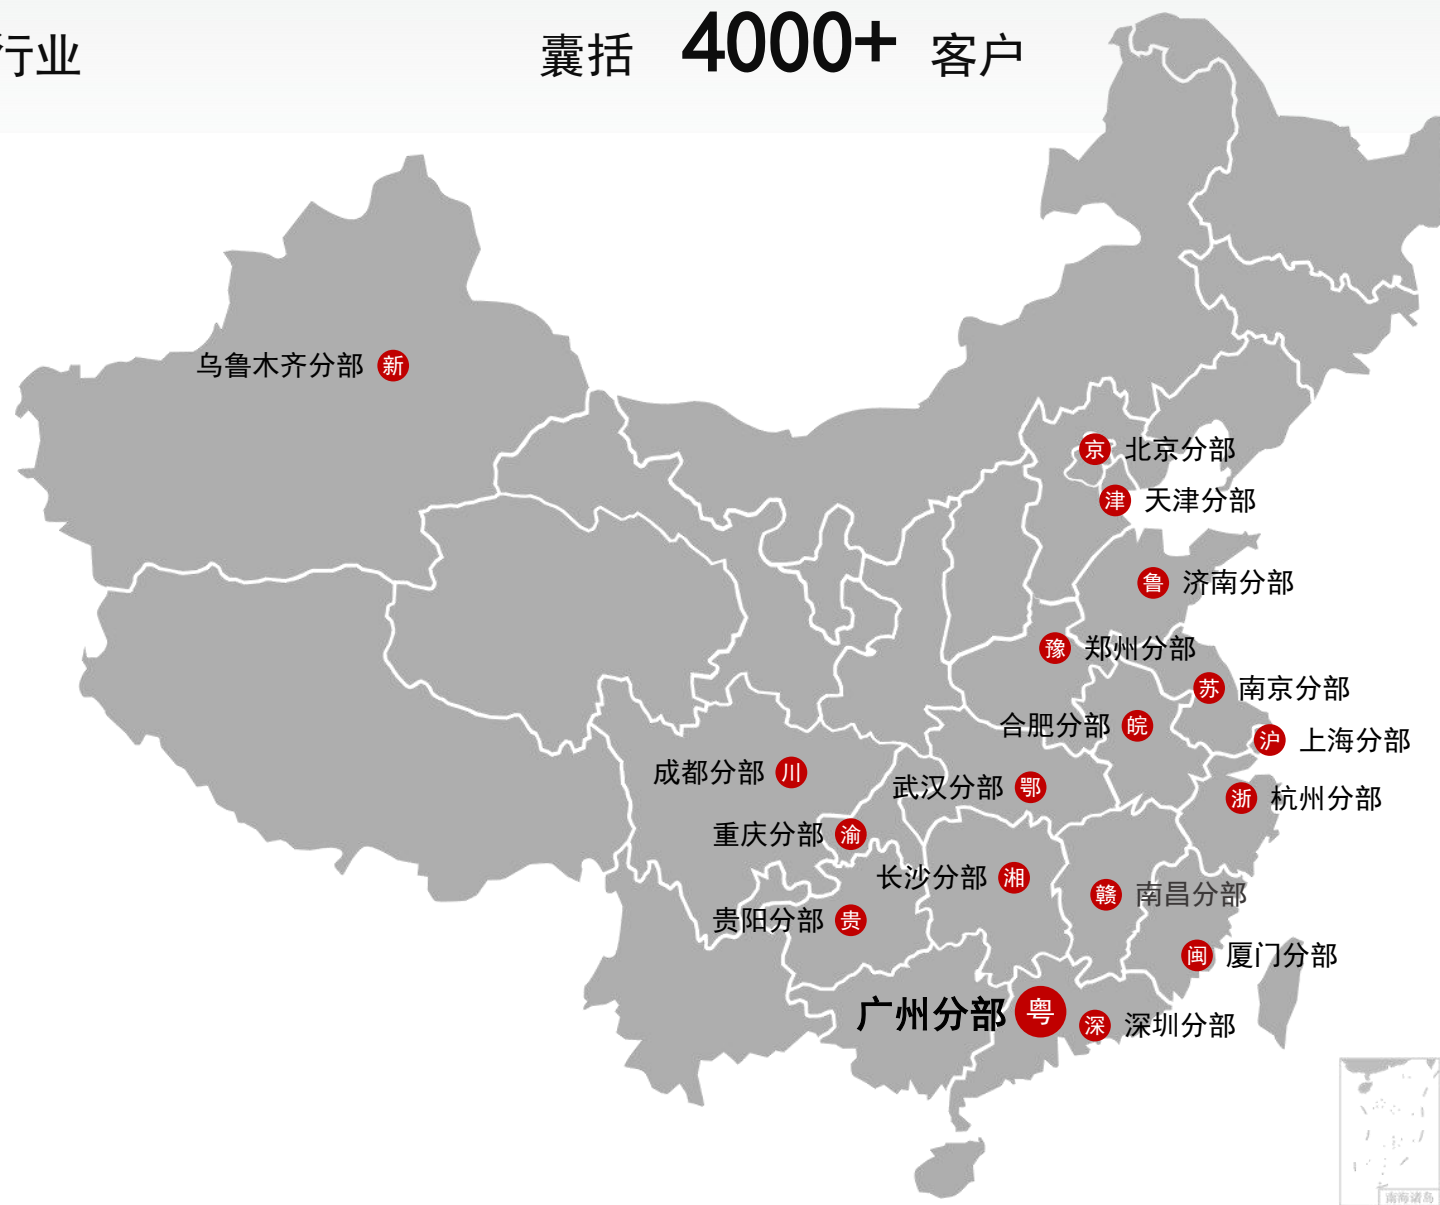 行业
囊括 4000+ 客户
乌鲁木齐分部 新
京 北京分部
津 天津分部
鲁 济南分部
豫 郑州分部
苏 南京分部
合肥分部 皖
沪 上海分部
成都分部 川
武汉分部 鄂
浙 杭州分部
重庆分部 渝
长沙分部 湘
赣 南昌分部
贵阳分部 贵
闽 厦门分部
广州分部 粤
深 深圳分部
南海诸岛